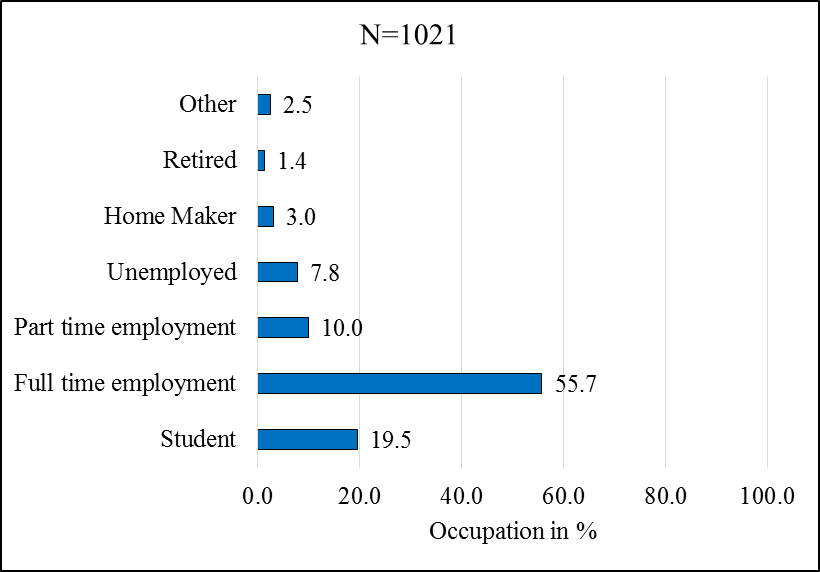 N=1021
Other 2.5
Retired 1.4
Home Maker 3.0
Unemployed 7.8
Part time employment 10.0
Full time employment 55.7
Student 19.5
0.0 20.0 40.0 60.0 80.0 100.0
Occupation in %